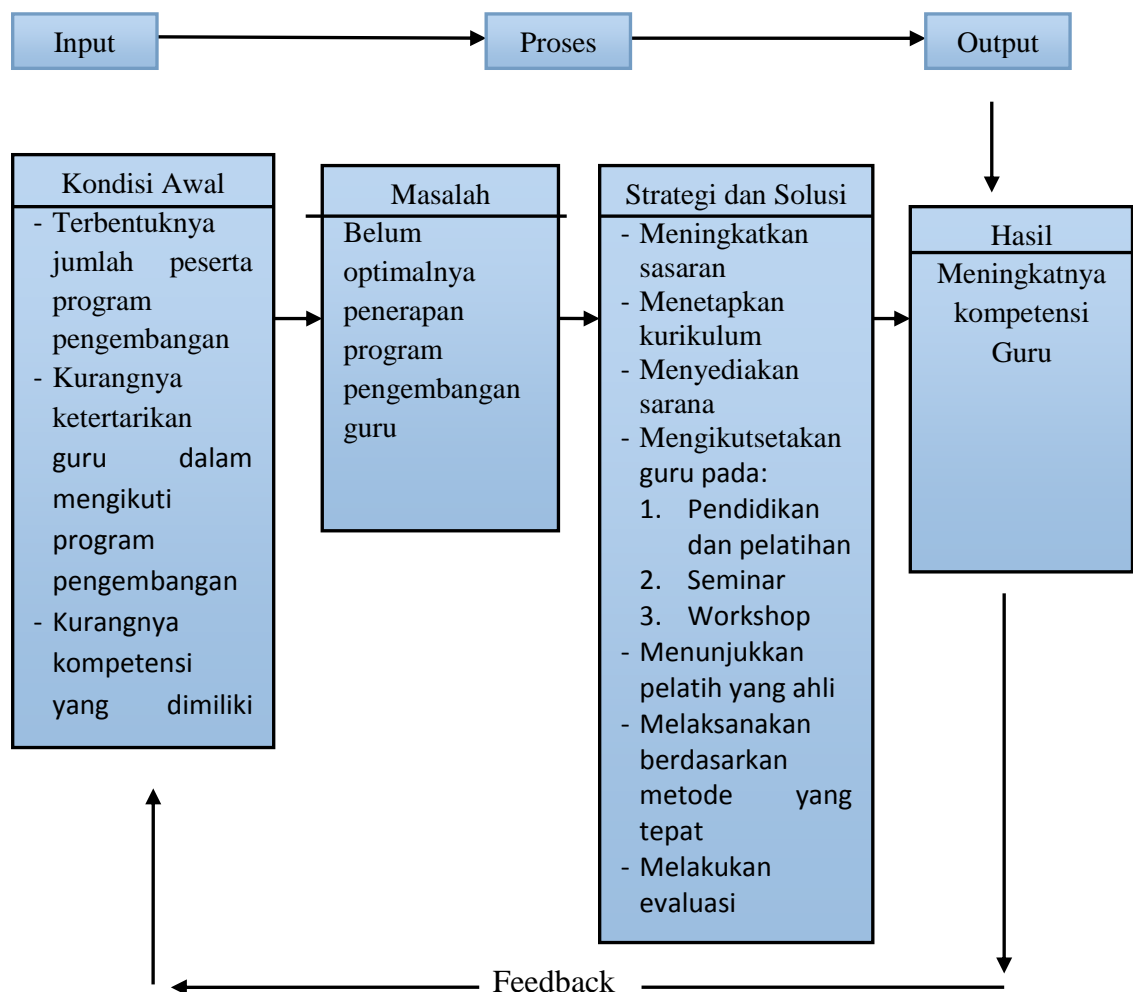 Input
Proses
Output
Kondisi Awal
- Terbentuknya
jumlah peserta
program
pengembangan
- Kurangnya
ketertarikan
guru dalam
mengikuti
program
pengembangan
- Kurangnya
kompetensi
yang dimiliki
Masalah
Belum
optimalnya
penerapan
program
pengembangan
guru
Strategi dan Solusi
- Meningkatkan
sasaran
- Menetapkan
kurikulum
- Menyediakan
sarana
- Mengikutsetakan
guru pada:
1. Pendidikan
dan pelatihan
2. Seminar
3. Workshop
- Menunjukkan
pelatih yang ahli
- Melaksanakan
berdasarkan
metode yang
tepat
- Melakukan
evaluasi
Hasil
Meningkatnya
kompetensi
Guru
Feedback